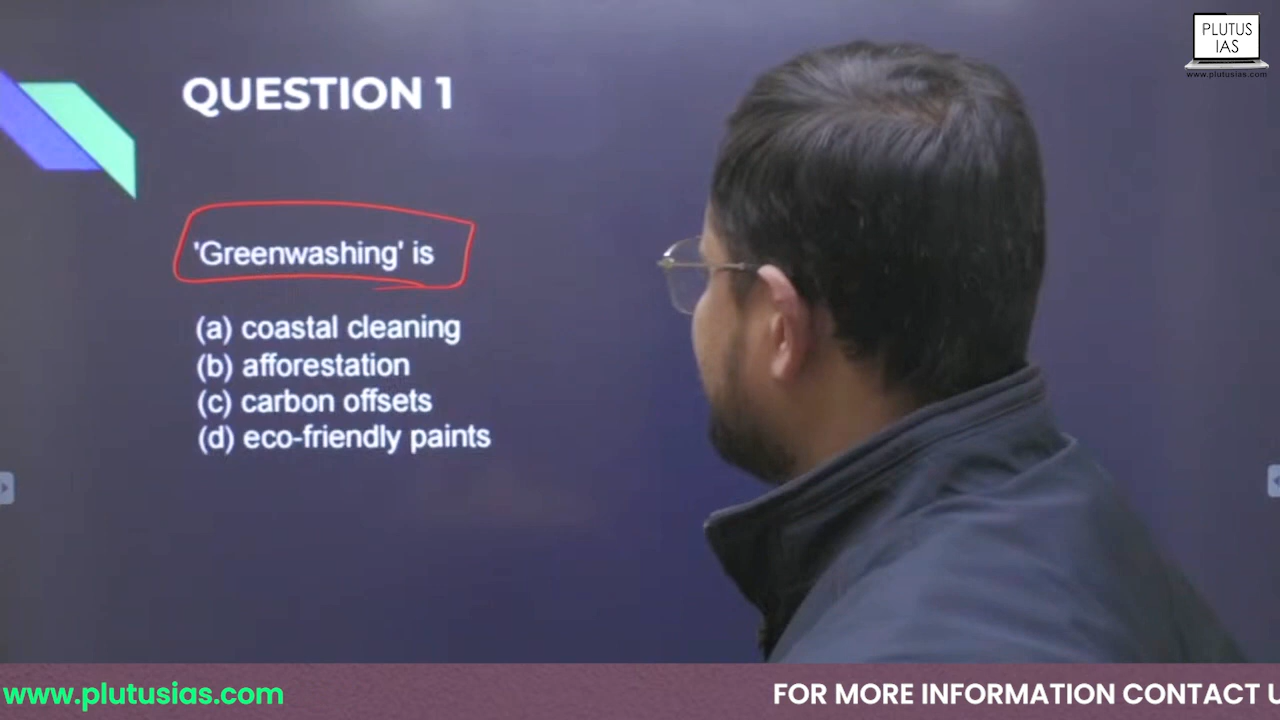 PLUTUS
IAS
www.plutusias.com
QUESTION 1
'Greenwashing' is
(a) coastal cleaning
(b) afforestation
(c) carbon offsets
(d) eco-friendly paints
www.plutusias.com
FOR MORE INFORMATION CONTACT U